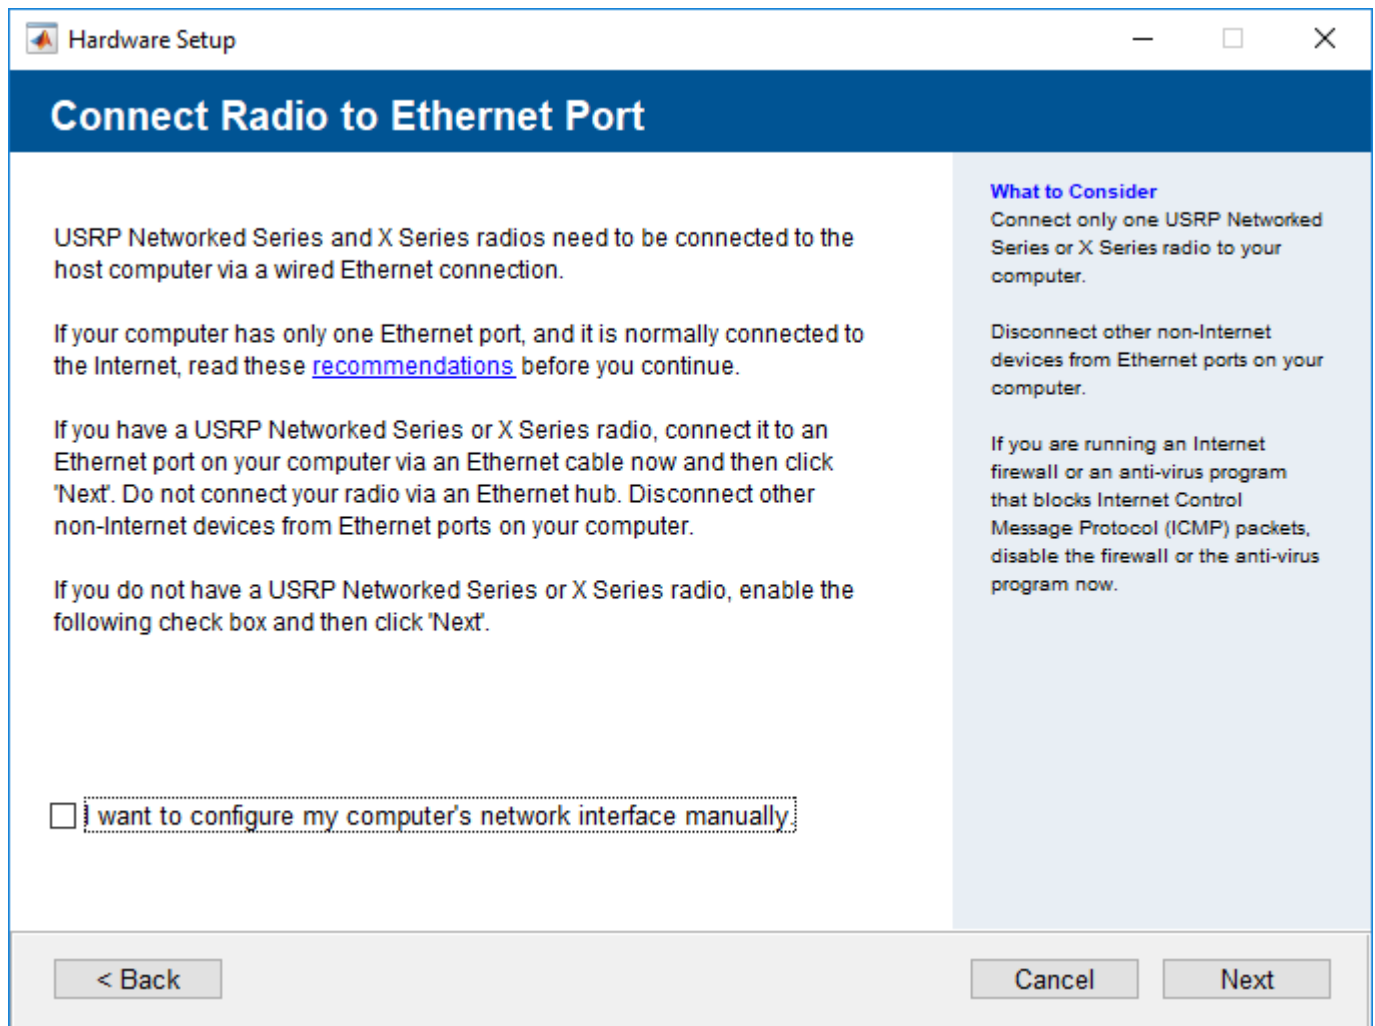 Hardware Setup
Connect Radio to Ethernet Port
USRP Networked Series and X Series radios need to be connected to the
host computer via a wired Ethernet connection.
If your computer has only one Ethernet port, and it is normally connected to
the Internet, read these recommendations before you continue.
If you have a USRP Networked Series or X Series radio, connect it to an
Ethernet port on your computer via an Ethernet cable now and then click
'Next'. Do not connect your radio via an Ethernet hub. Disconnect other
non-Internet devices from Ethernet ports on your computer.
If you do not have a USRP Networked Series or X Series radio, enable the
following check box and then click 'Next'.
I want to configure my computer's network interface manually.
What to Consider
Connect only one USRP Networked
Series or X Series radio to your
computer.
Disconnect other non-Internet
devices from Ethernet ports on your
computer.
If you are running an Internet
firewall or an anti-virus program
that blocks Internet Control
Message Protocol (ICMP) packets,
disable the firewall or the anti-virus
program now.
< Back
Cancel
Next